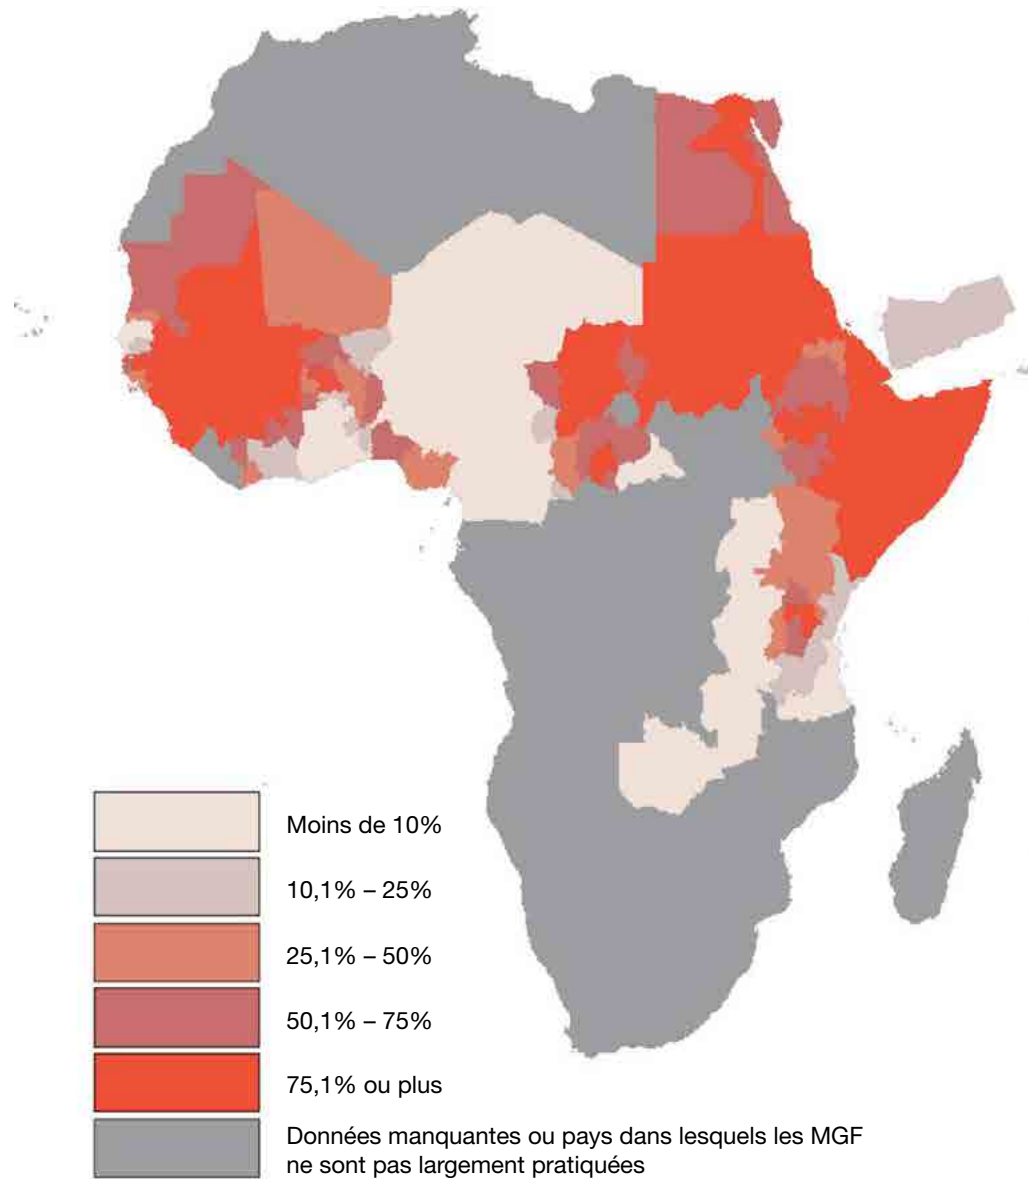 Moins de 10%
10,1% – 25%
25,1% – 50%
50,1% – 75%
75,1% ou plus
Données manquantes ou pays dans lesquels les MGF
ne sont pas largement pratiquées